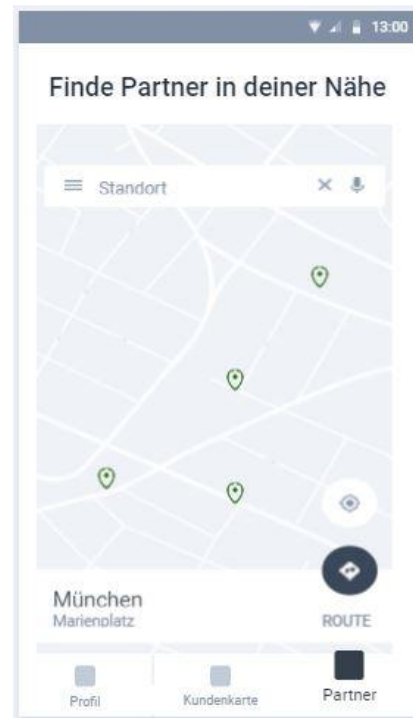 13:00
Finde Partner in deiner Nähe
Standort
München
Marienplatz
ROUTE
Profil
Kundenkarte
Partner